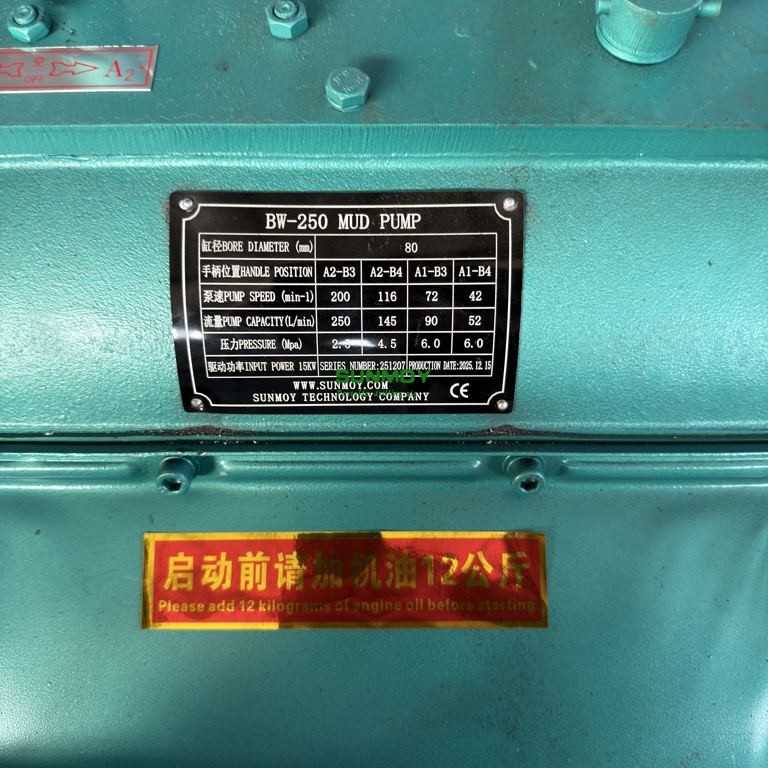 空
OFF
A2
BW-250 MUD PUMP
缸径BORE DIAMETER (mm) 80
手柄位置HANDLE POSITION A2-B3 A2-B4 A1-B3 A1-B4
泵速PUMP SPEED (min-1) 200 116 72 42
流量PUMP CAPACITY(L/min) 250 145 90 52
压力PRESSURE (Mpa) 2.5 4.5 6.0 6.0
驱动功率INPUT POWER 15KW SERIES NUMBER:251207 PRODUCTION DATE:2025.12.15
SUNMOY
WWW.SUNMOY.COM
SUNMOY TECHNOLOGY COMPANY CE
启动前请加机油12公斤
Please add 12 kilograms of engine oil before starting